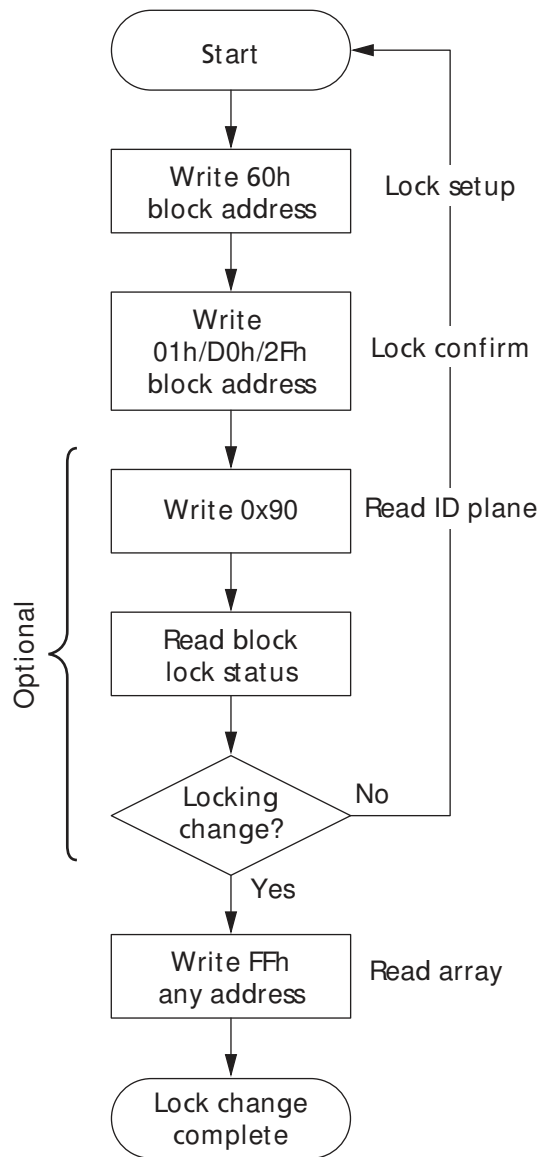 Start
Write 60h
block address
Lock setup
Write
01h/D0h/2Fh
block address
Lock confirm
Write 0x90
Read ID plane
Optional
Read block
lock status
Locking
change?
No
Yes
Write FFh
any address
Read array
Lock change
complete